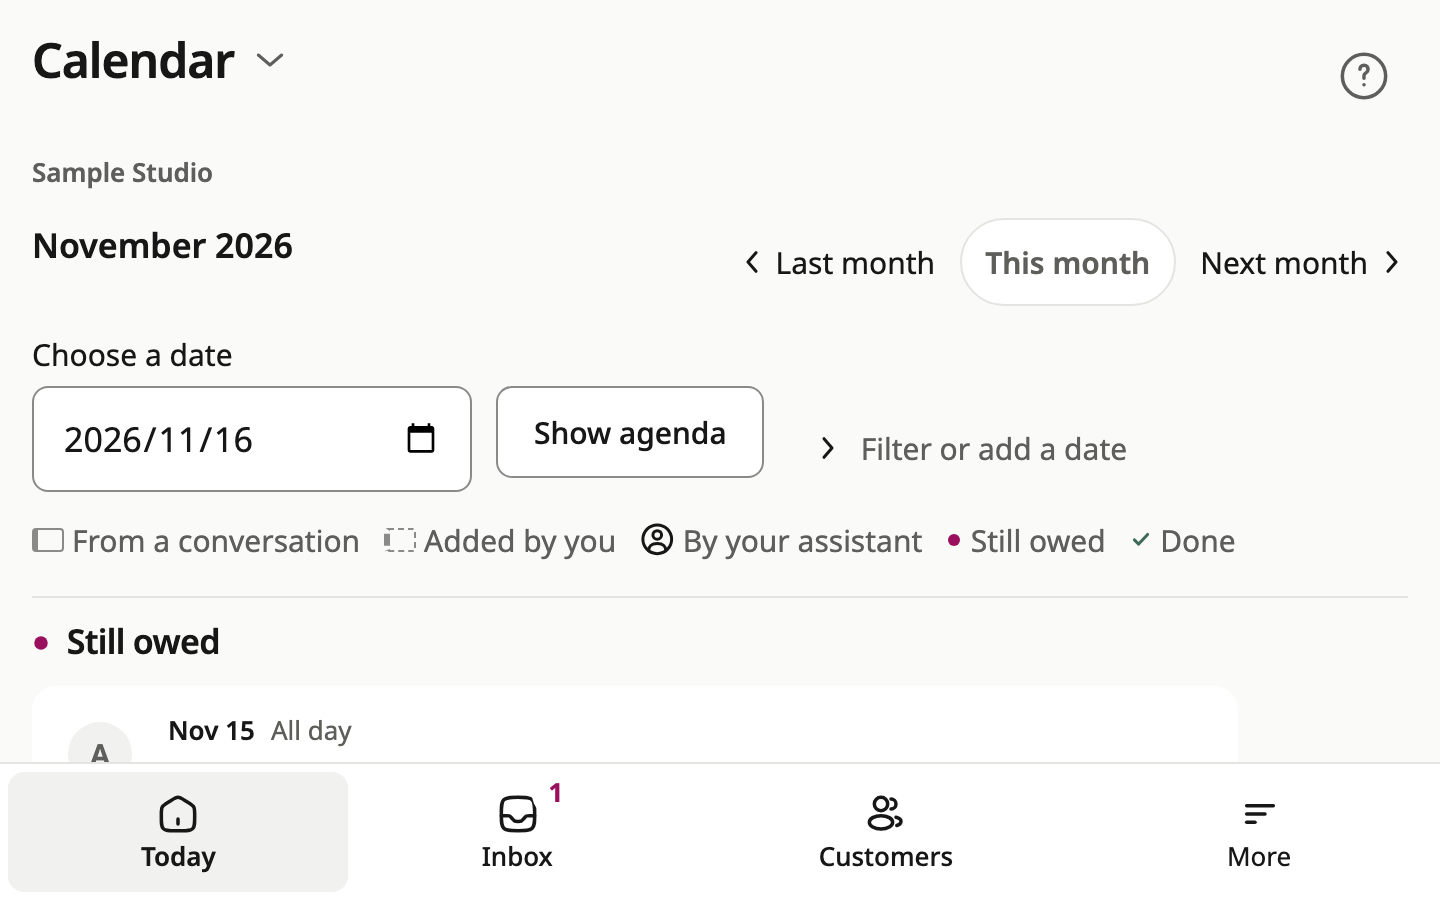 Calendar
?
Sample Studio
November 2026
Last month This month Next month
Choose a date
2026/11/16 Show agenda Filter or add a date
From a conversation Added by you By your assistant Still owed Done
Still owed
Nov 15 All day
A
1
Today Inbox Customers More